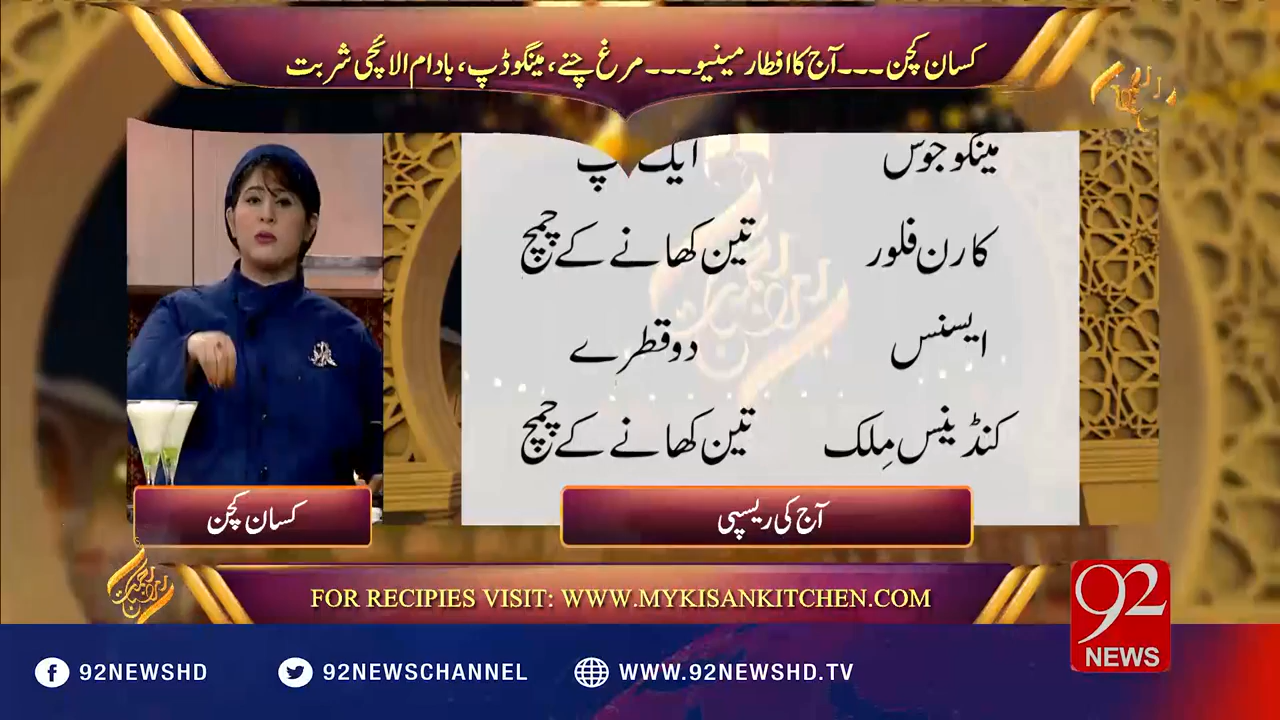 کسان کچن۔۔۔آج کا افطار مینیو۔۔۔مرغ چنے، مینگو ڈپ، بادام الائچی شربت
مینگو جوس ایک کپ
کارن فلور تین کھانے کے چمچ
ایسنس دو قطرے
کنڈینس مِلک تین کھانے کے چمچ
کسان کچن
آج کی ریسپی
FOR RECIPIES VISIT: WWW.MYKISANKITCHEN.COM
92
NEWS
92NEWSHD
92NEWSCHANNEL
WWW.92NEWSHD.TV